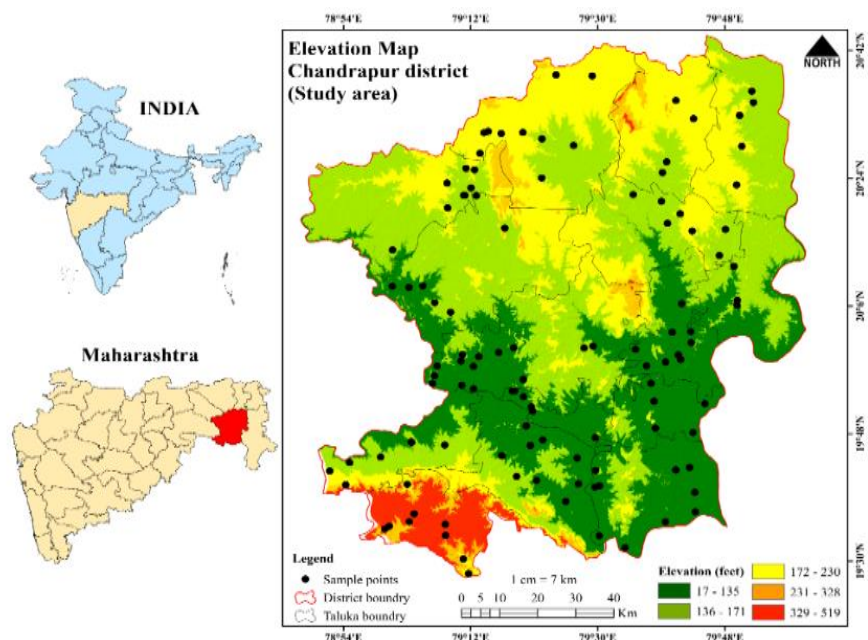 78°54'E
79°12'E
79°30'E
79°48'E
Elevation Map
Chandrapur district
(Study area)
NORTH
20°42'N
20°24'N
20°6'N
19°48'N
19°30'N
INDIA
Maharashtra
Legend
Sample points
District boundry
Taluka boundry
1 cm = 7 km
0 2 5 10 20 30 40
Km
Elevation (feet)
17 - 135
136 - 171
172 - 230
231 - 328
329 - 519
78°54'E
79°12'E
79°30'E
79°48'E